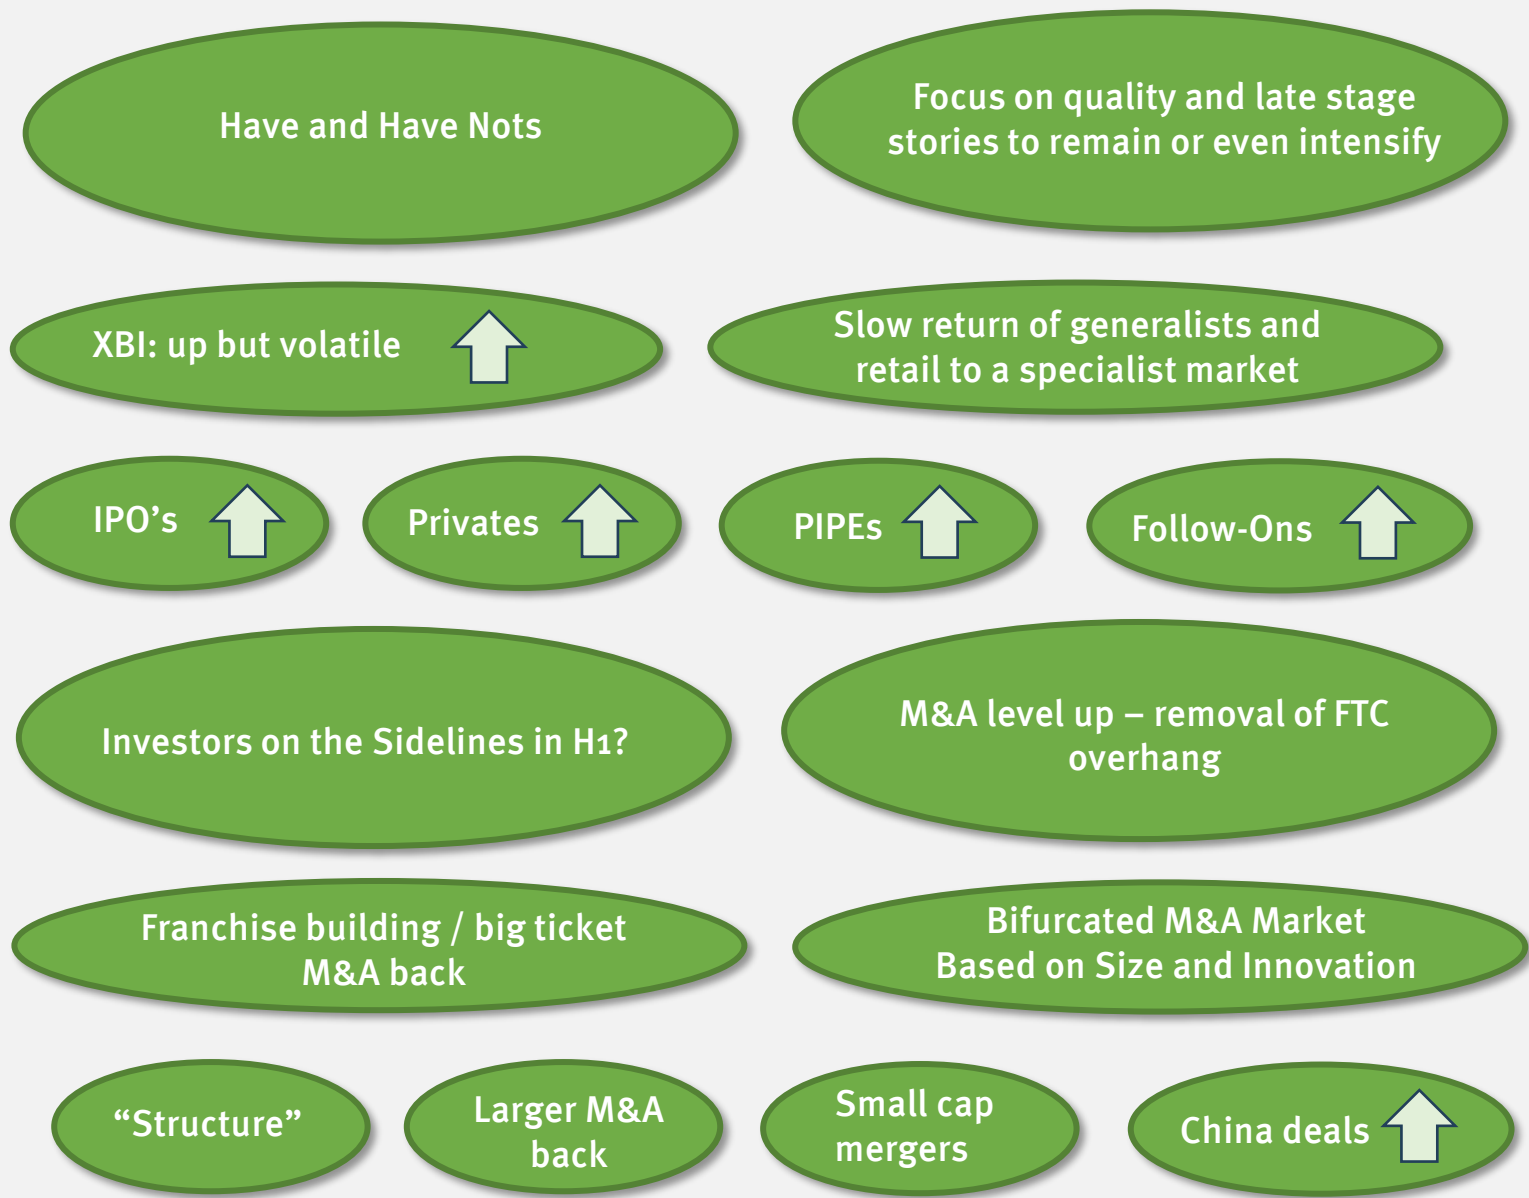 Have and Have Nots
Focus on quality and late stage
stories to remain or even intensify
XBI: up but volatile
Slow return of generalists and
retail to a specialist market
IPO’s
Privates
PIPEs
Follow-Ons
Investors on the Sidelines in H1?
M&A level up – removal of FTC
overhang
Franchise building / big ticket
M&A back
Bifurcated M&A Market
Based on Size and Innovation
“Structure”
Larger M&A
back
Small cap
mergers
China deals